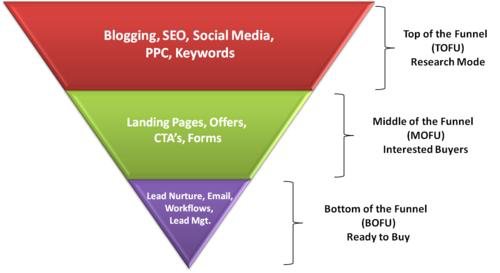 Blogging, SEO, Social Media,
PPC, Keywords
Top of the Funnel
(TOFU)
Research Mode
Landing Pages, Offers,
CTA's, Forms
Middle of the Funnel
(MOFU)
Interested Buyers
Lead Nurture, Email,
Workflows,
Lead Mgt.
Bottom of the Funnel
(BOFU)
Ready to Buy